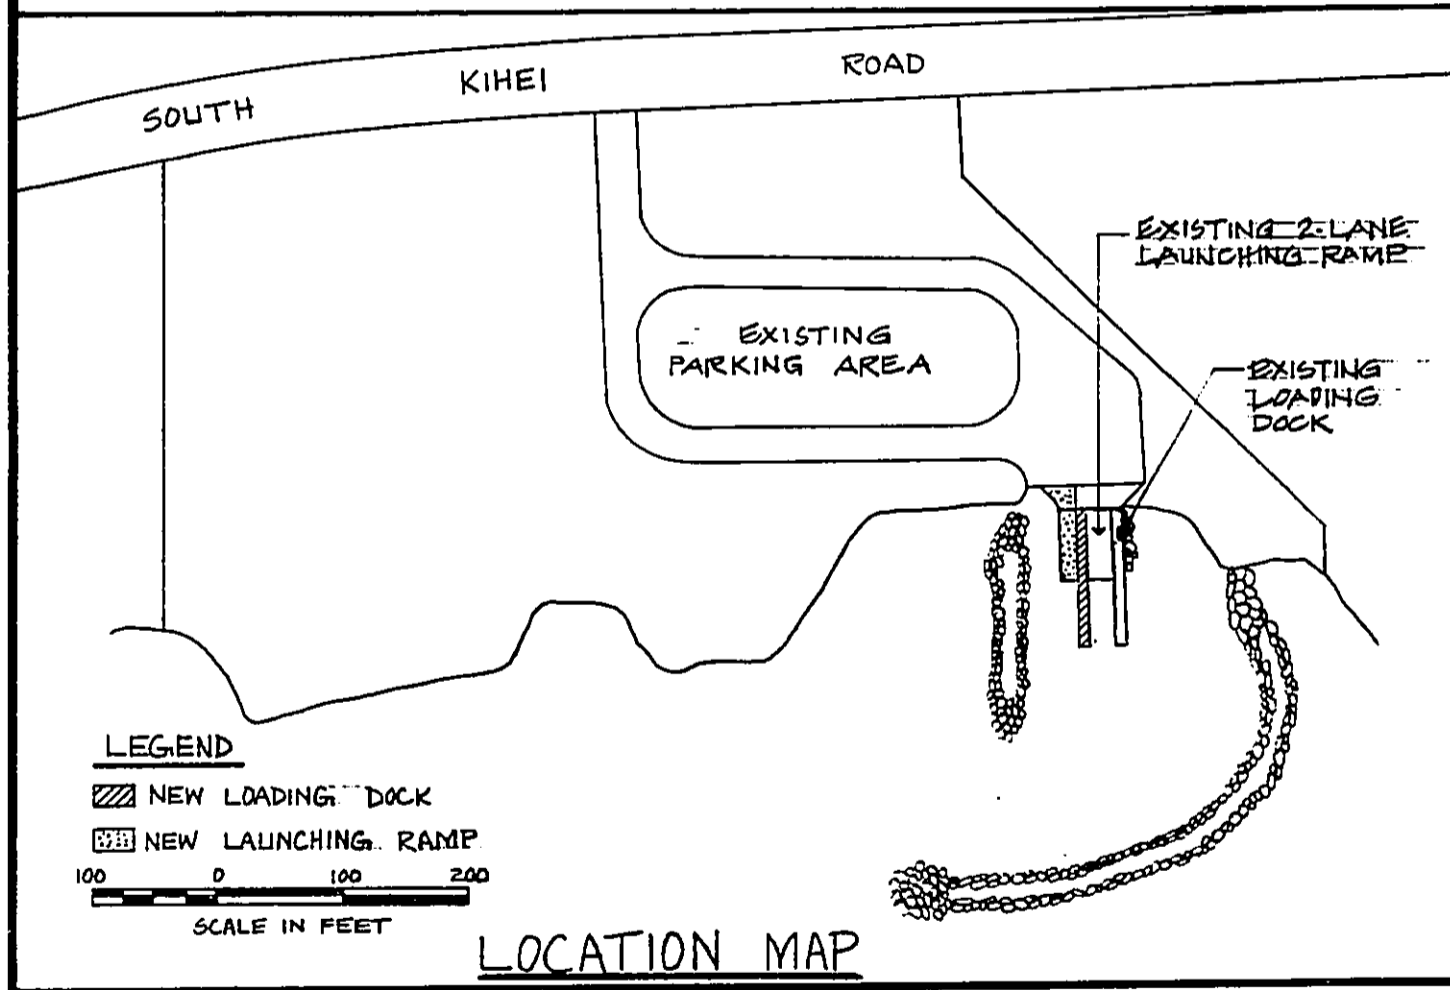 SOUTH KIHEI ROAD
EXISTING 2-LANE
LAUNCHING RAMP
EXISTING
PARKING AREA
EXISTING
LOADING
DOCK
LEGEND
NEW LOADING DOCK
NEW LAUNCHING RAMP
100 0 100 200
SCALE IN FEET
LOCATION MAP